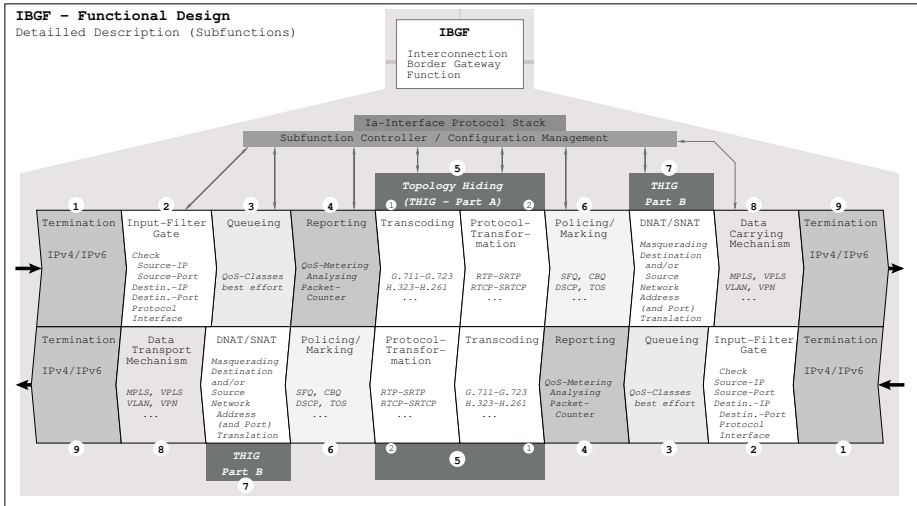 IBGF – Functional Design
Detailled Description (Subfunctions)
IBGF
Interconnection
Border Gateway
Function
Ia-Interface Protocol Stack
Subfunction Controller / Configuration Management
5
7
Topology Hiding
(THIG – Part A)
THIG
Part B
1
2
3
4
1
2
6
8
9
Termination
IPv4/IPv6
Input-Filter
Gate
Check
Source-IP
Source-Port
Destin.-IP
Destin.-Port
Protocol
Interface
Queueing
QoS-Classes
best effort
Reporting
QoS-Metering
Analysing
Packet-
Counter
Transcoding
G.711-G.723
H.323-H.261
...
Protocol-
Transfor-
mation
RTP-SRTP
RTCP-SRTCP
...
Policing/
Marking
SFQ, CBQ
DSCP, TOS
...
DNAT/SNAT
Masquerading
Destination
and/or
Source
Network
Address
(and Port)
Translation
Data
Carrying
Mechanism
MPLS, VPLS
VLAN, VPN
...
Termination
IPv4/IPv6
Termination
IPv4/IPv6
Data
Transport
Mechanism
MPLS, VPLS
VLAN, VPN
...
DNAT/SNAT
Masquerading
Destination
and/or
Source
Network
Address
(and Port)
Translation
Policing/
Marking
SFQ, CBQ
DSCP, TOS
...
Protocol-
Transfor-
mation
RTP-SRTP
RTCP-SRTCP
...
Transcoding
G.711-G.723
H.323-H.261
...
Reporting
QoS-Metering
Analysing
Packet-
Counter
Queueing
QoS-Classes
best effort
Input-Filter
Gate
Check
Source-IP
Source-Port
Destin.-IP
Destin.-Port
Protocol
Interface
Termination
IPv4/IPv6
9
8
THIG
Part B
7
6
2
5
1
4
3
2
1